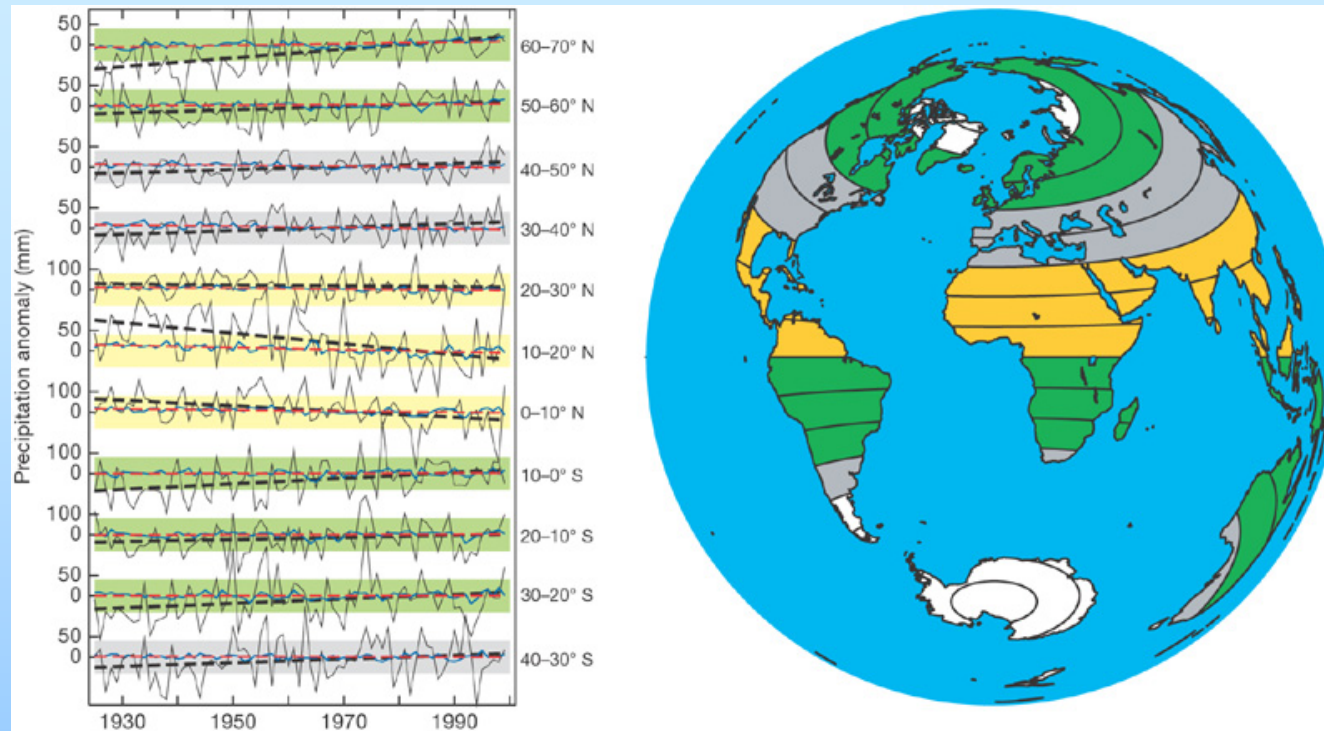 Precipitation anomaly (mm)
50
0
60–70° N
50
0
50–60° N
50
0
40–50° N
50
0
30–40° N
100
0
20–30° N
50
0
10–20° N
100
0
0–10° N
100
0
10–0° S
100
0
20–10° S
50
0
30–20° S
50
0
40–30° S
1930 1950 1970 1990